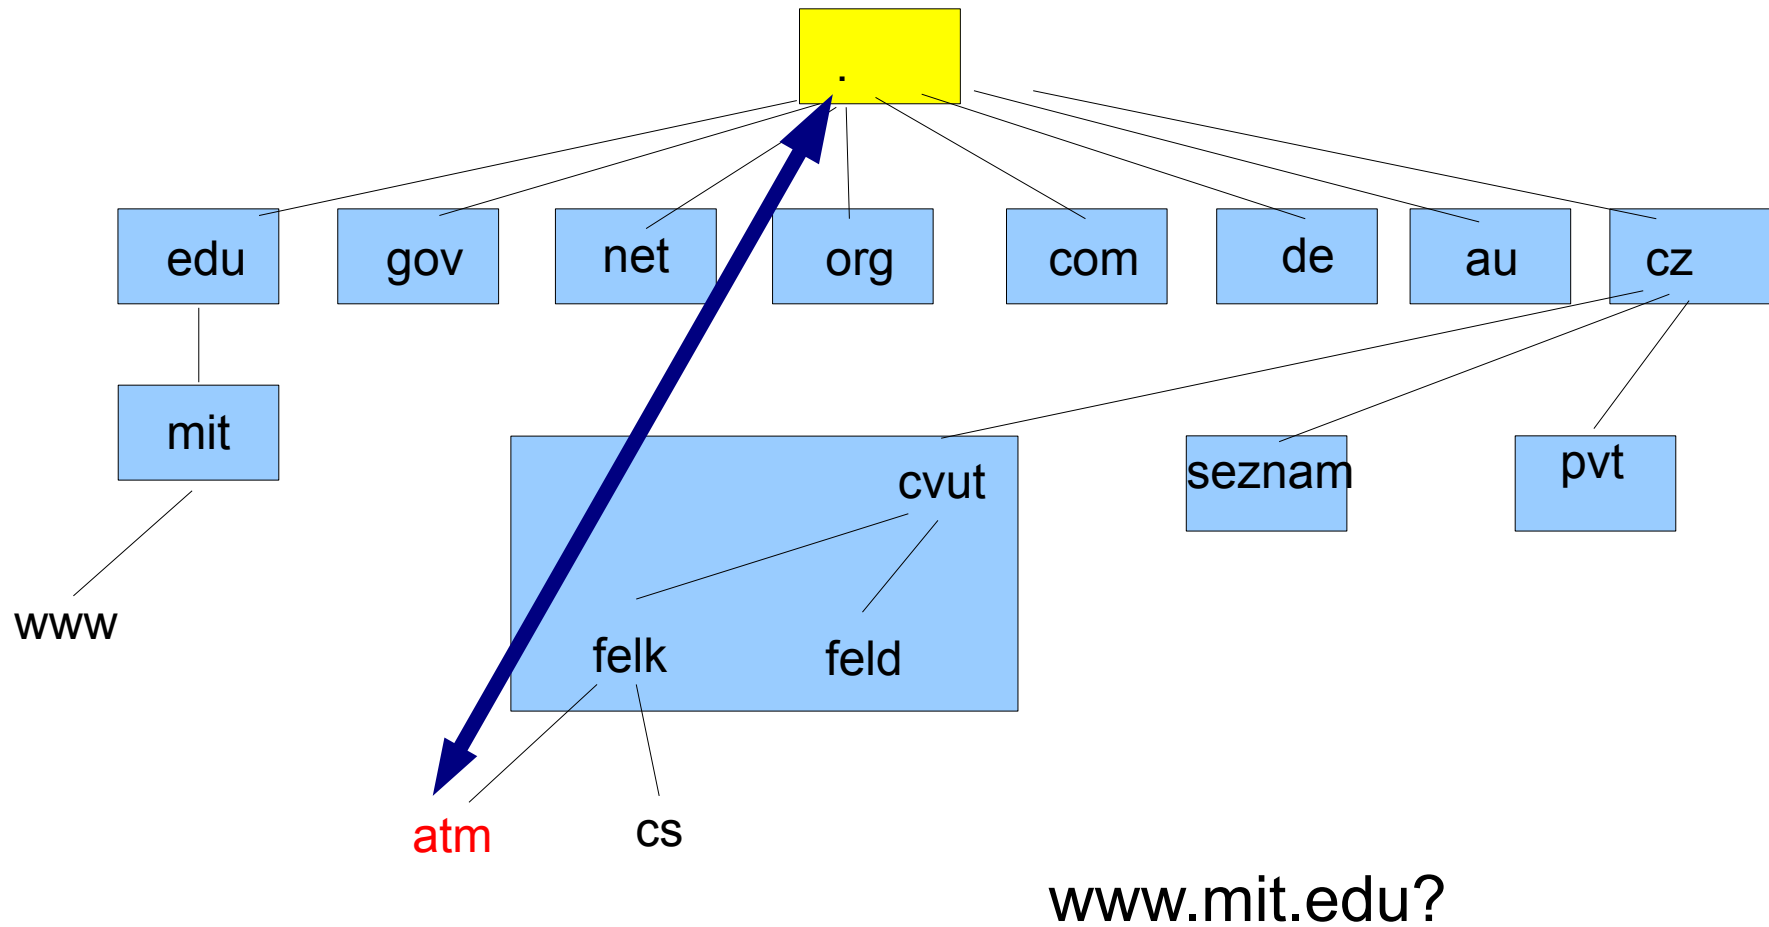 .
edu gov net org com de au cz
mit
cvut seznam pvt
www
felk feld
atm cs
www.mit.edu?